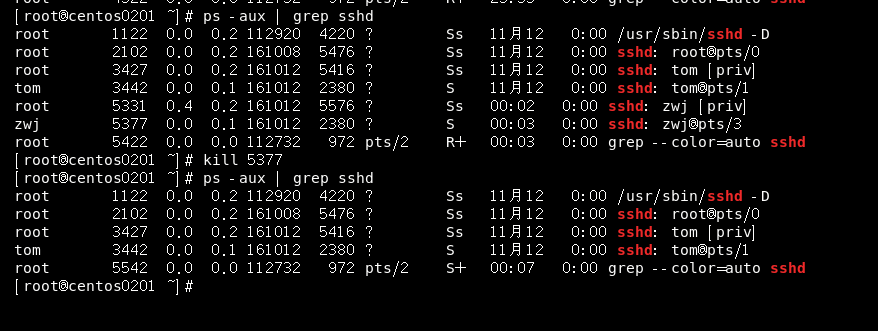 [root@centos0201 ~]# ps -aux | grep sshd
root 1122 0.0 0.2 112920 4220 ? Ss 11月12 0:00 /usr/sbin/sshd -D
root 2102 0.0 0.2 161008 5476 ? Ss 11月12 0:00 sshd: root@pts/0
root 3427 0.0 0.2 161012 5416 ? Ss 11月12 0:00 sshd: tom [priv]
tom 3442 0.0 0.1 161012 2380 ? S 11月12 0:00 sshd: tom@pts/1
root 5331 0.4 0.2 161012 5576 ? Ss 00:02 0:00 sshd: zwj [priv]
zwj 5377 0.0 0.1 161012 2380 ? S 00:03 0:00 sshd: zwj@pts/3
root 5422 0.0 0.0 112732 972 pts/2 R+ 00:03 0:00 grep --color=auto sshd
[root@centos0201 ~]# kill 5377
[root@centos0201 ~]# ps -aux | grep sshd
root 1122 0.0 0.2 112920 4220 ? Ss 11月12 0:00 /usr/sbin/sshd -D
root 2102 0.0 0.2 161008 5476 ? Ss 11月12 0:00 sshd: root@pts/0
root 3427 0.0 0.2 161012 5416 ? Ss 11月12 0:00 sshd: tom [priv]
tom 3442 0.0 0.1 161012 2380 ? S 11月12 0:00 sshd: tom@pts/1
root 5542 0.0 0.0 112732 972 pts/2 S+ 00:07 0:00 grep --color=auto sshd
[root@centos0201 ~]#